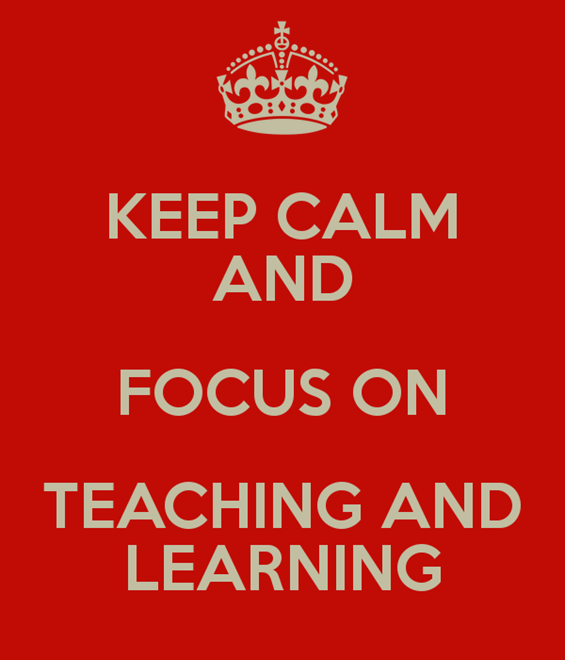 KEEP CALM
AND
FOCUS ON
TEACHING AND
LEARNING